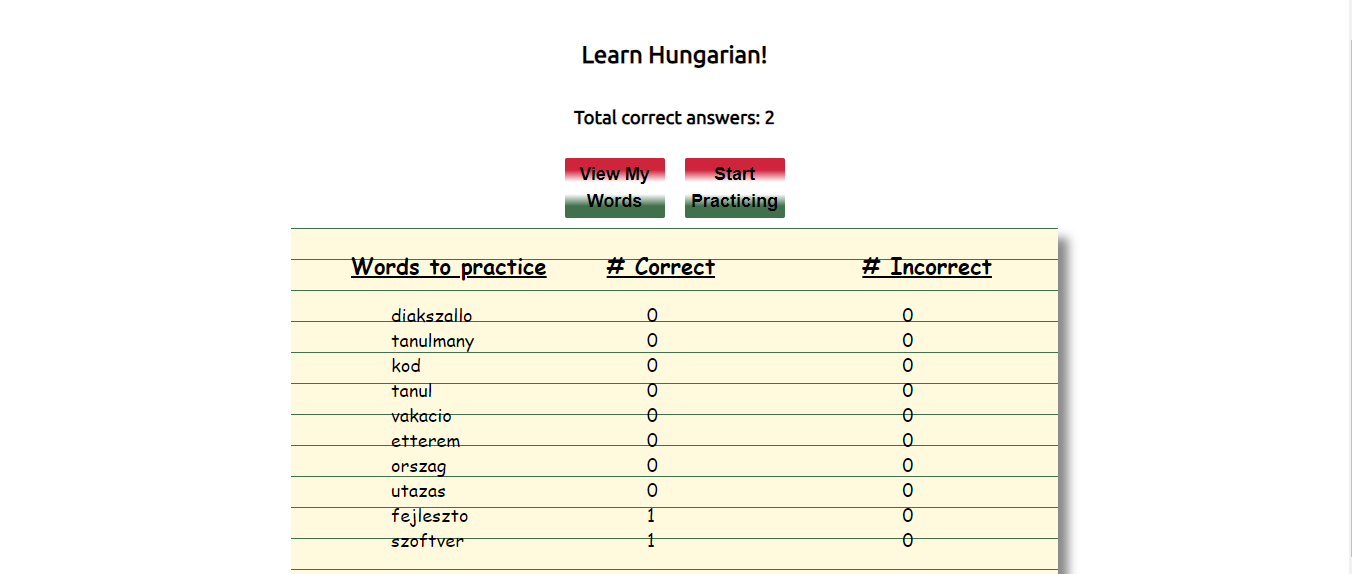 Learn Hungarian!
Total correct answers: 2
View My Words
Start Practicing
Words to practice # Correct # Incorrect
diakszallo 0 0
tanulmany 0 0
kod 0 0
tanul 0 0
vakacio 0 0
etterem 0 0
orszag 0 0
utazas 0 0
fejleszto 1 0
szoftver 1 0